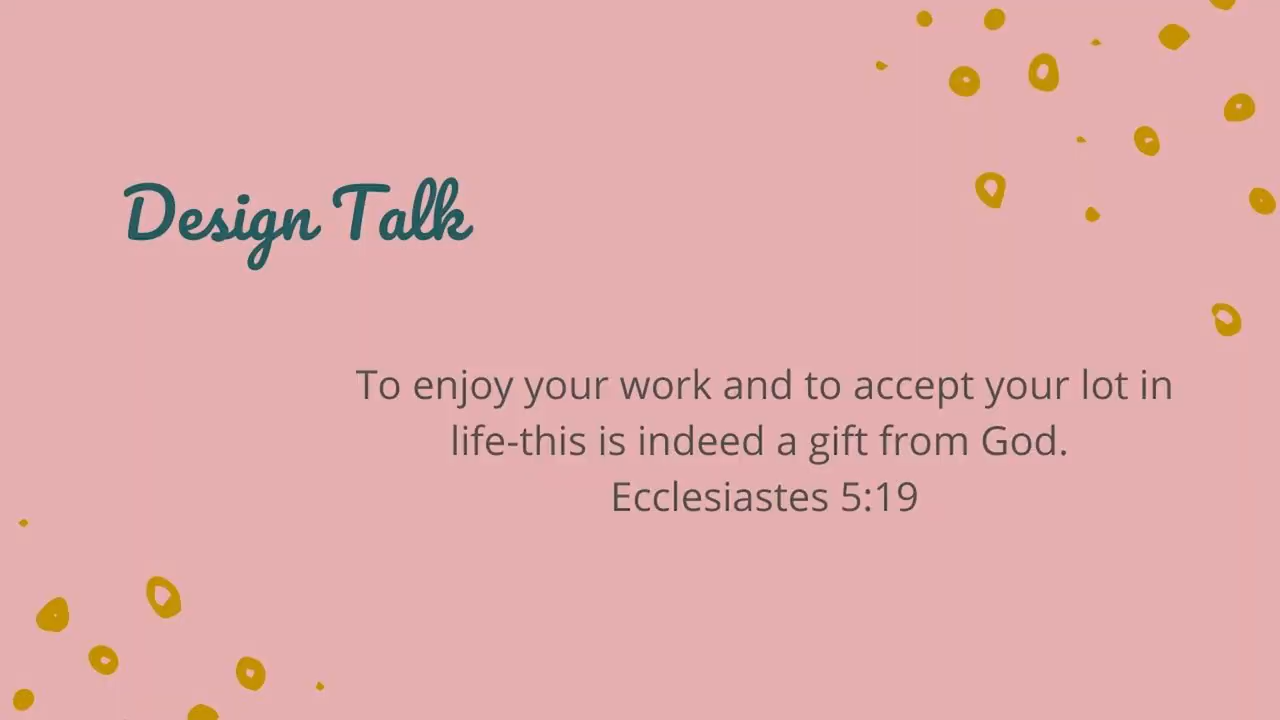 Design Talk
To enjoy your work and to accept your lot in
life-this is indeed a gift from God.
Ecclesiastes 5:19